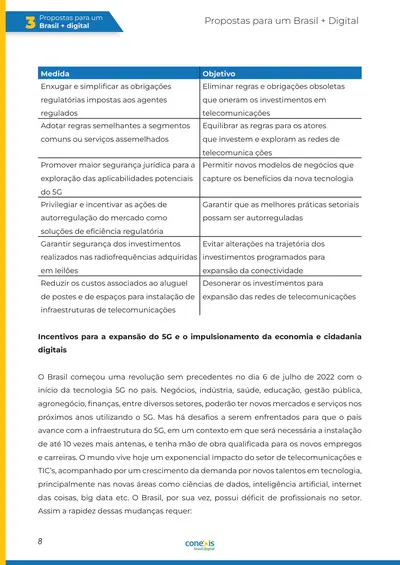 3
Propostas para um
Brasil + digital
Propostas para um Brasil + Digital
Medida
Objetivo
Enxugar e simplificar as obrigações
regulatórias impostas aos agentes
regulados
Eliminar regras e obrigações obsoletas
que oneram os investimentos em
telecomunicações
Adotar regras semelhantes a segmentos
comuns ou serviços assemelhados
Equilibrar as regras para os atores
que investem e exploram as redes de
telecomunica ções
Promover maior segurança jurídica para a
exploração das aplicabilidades potenciais
do 5G
Permitir novos modelos de negócios que
capture os benefícios da nova tecnologia
Privilegiar e incentivar as ações de
autorregulação do mercado como
soluções de eficiência regulatória
Garantir que as melhores práticas setoriais
possam ser autorreguladas
Garantir segurança dos investimentos
realizados nas radiofrequências adquiridas
em leilões
Evitar alterações na trajetória dos
investimentos programados para
expansão da conectividade
Reduzir os custos associados ao aluguel
de postes e de espaços para instalação de
infraestruturas de telecomunicações
Desonerar os investimentos para
expansão das redes de telecomunicações
Incentivos para a expansão do 5G e o impulsionamento da economia e cidadania
digitais
O Brasil começou uma revolução sem precedentes no dia 6 de julho de 2022 com o
início da tecnologia 5G no país. Negócios, indústria, saúde, educação, gestão pública,
agronegócio, finanças, entre diversos setores, poderão ter novos mercados e serviços nos
próximos anos utilizando o 5G. Mas há desafios a serem enfrentados para que o país
avance com a infraestrutura do 5G, em um contexto em que será necessária a instalação
de até 10 vezes mais antenas, e tenha mão de obra qualificada para os novos empregos
e carreiras. O mundo vive hoje um exponencial impacto do setor de telecomunicações e
TIC's, acompanhado por um crescimento da demanda por novos talentos em tecnologia,
principalmente nas novas áreas como ciências de dados, inteligência artificial, internet
das coisas, big data etc. O Brasil, por sua vez, possui déficit de profissionais no setor.
Assim a rapidez dessas mudanças requer:
8
conexis
brasil digital